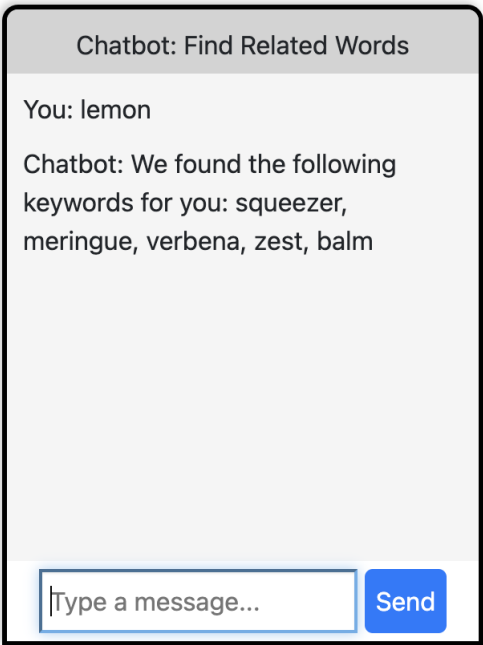 Chatbot: Find Related Words
You: lemon
Chatbot: We found the following
keywords for you: squeezer,
meringue, verbena, zest, balm
Type a message...
Send